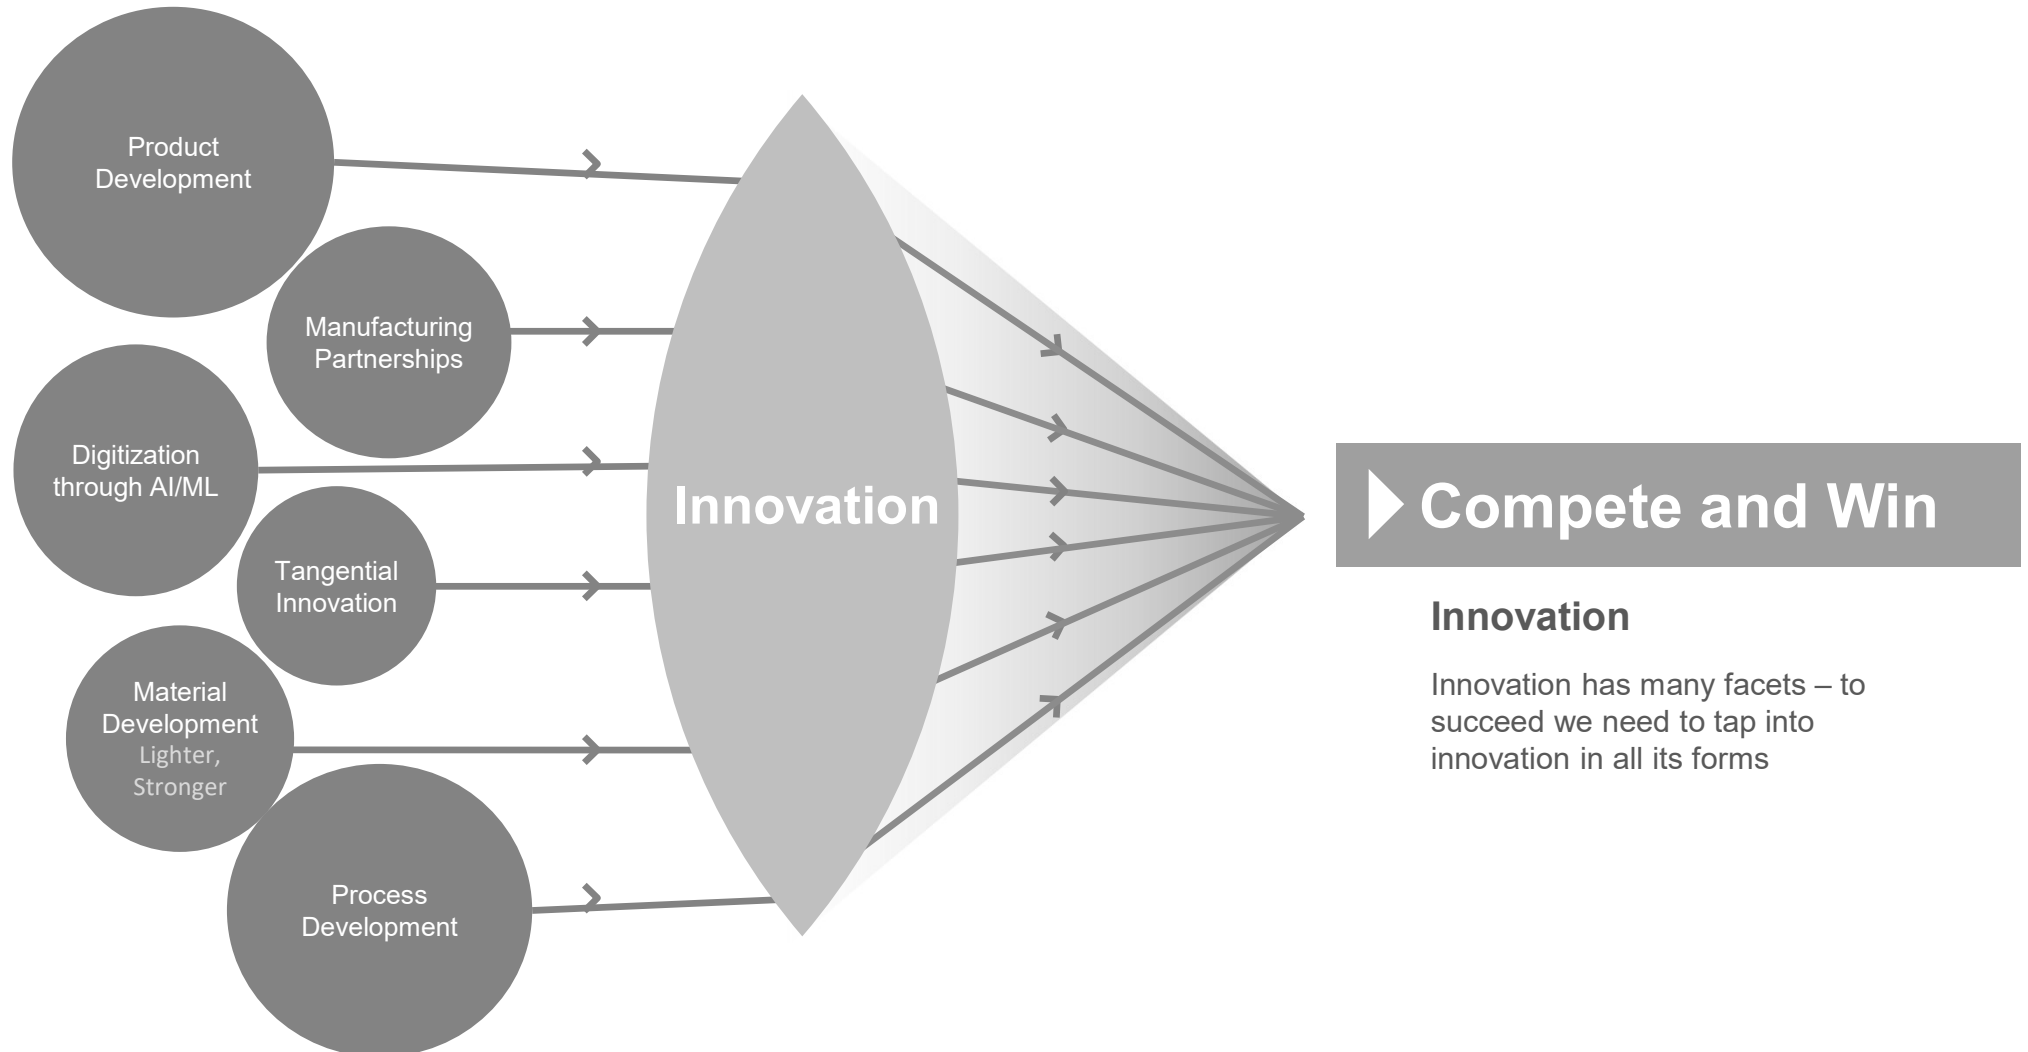 Product
Development
Manufacturing
Partnerships
Digitization
through AI/ML
Tangential
Innovation
Material
Development
Lighter,
Stronger
Process
Development
Innovation
Compete and Win
Innovation
Innovation has many facets – to
succeed we need to tap into
innovation in all its forms